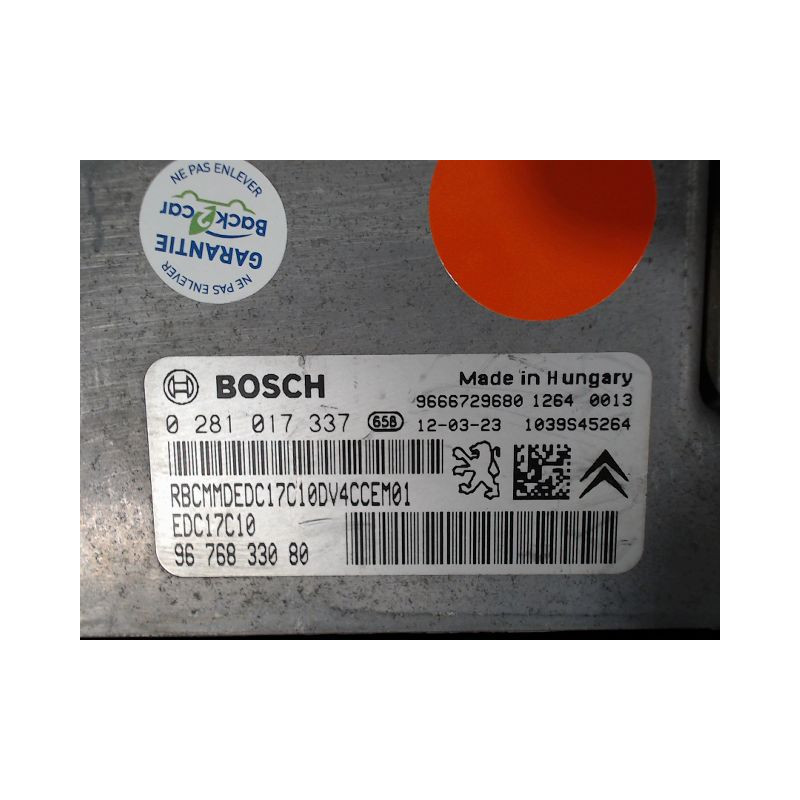 NE PAS ENLEVER
Back2car
GARANTIE
NE PAS ENLEVER
BOSCH
Made in Hungary
9666729680 1264 0013
0 281 017 337 65B 12-03-23 1039S45264
RBCMMDEDC17C10DV4CCEM01
EDC17C10
96 768 330 80